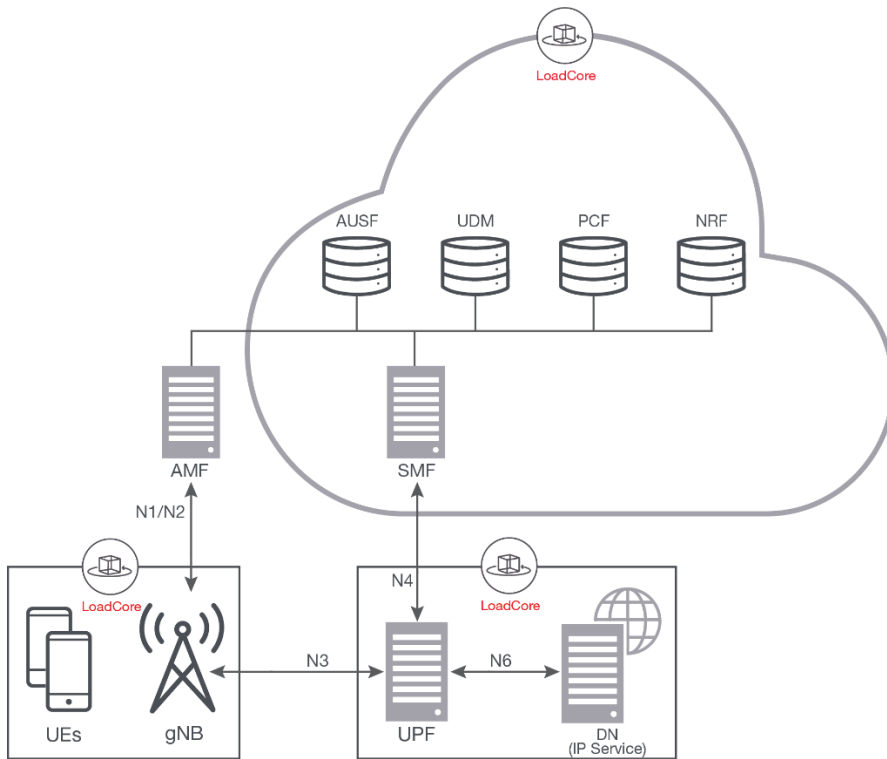 LoadCore
AUSF
UDM
PCF
NRF
AMF
SMF
N1/N2
LoadCore
N4
LoadCore
N3
N6
UEs
gNB
UPF
DN
(IP Service)